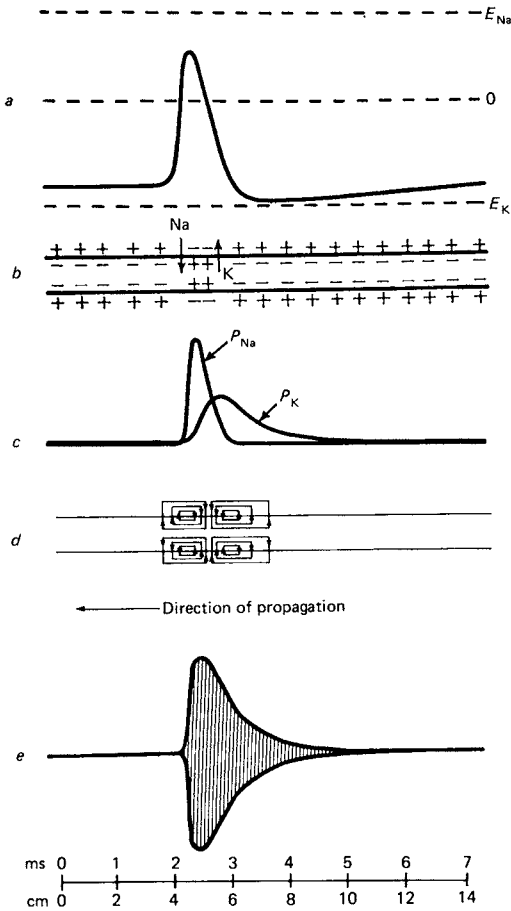 E_Na
a
0
E_K
Na
+ + + + + + -- + + + + + + + + + + +
K
b
c
P_Na
P_K
d
Direction of propagation
e
ms 0 1 2 3 4 5 6 7
cm 0 2 4 6 8 10 12 14